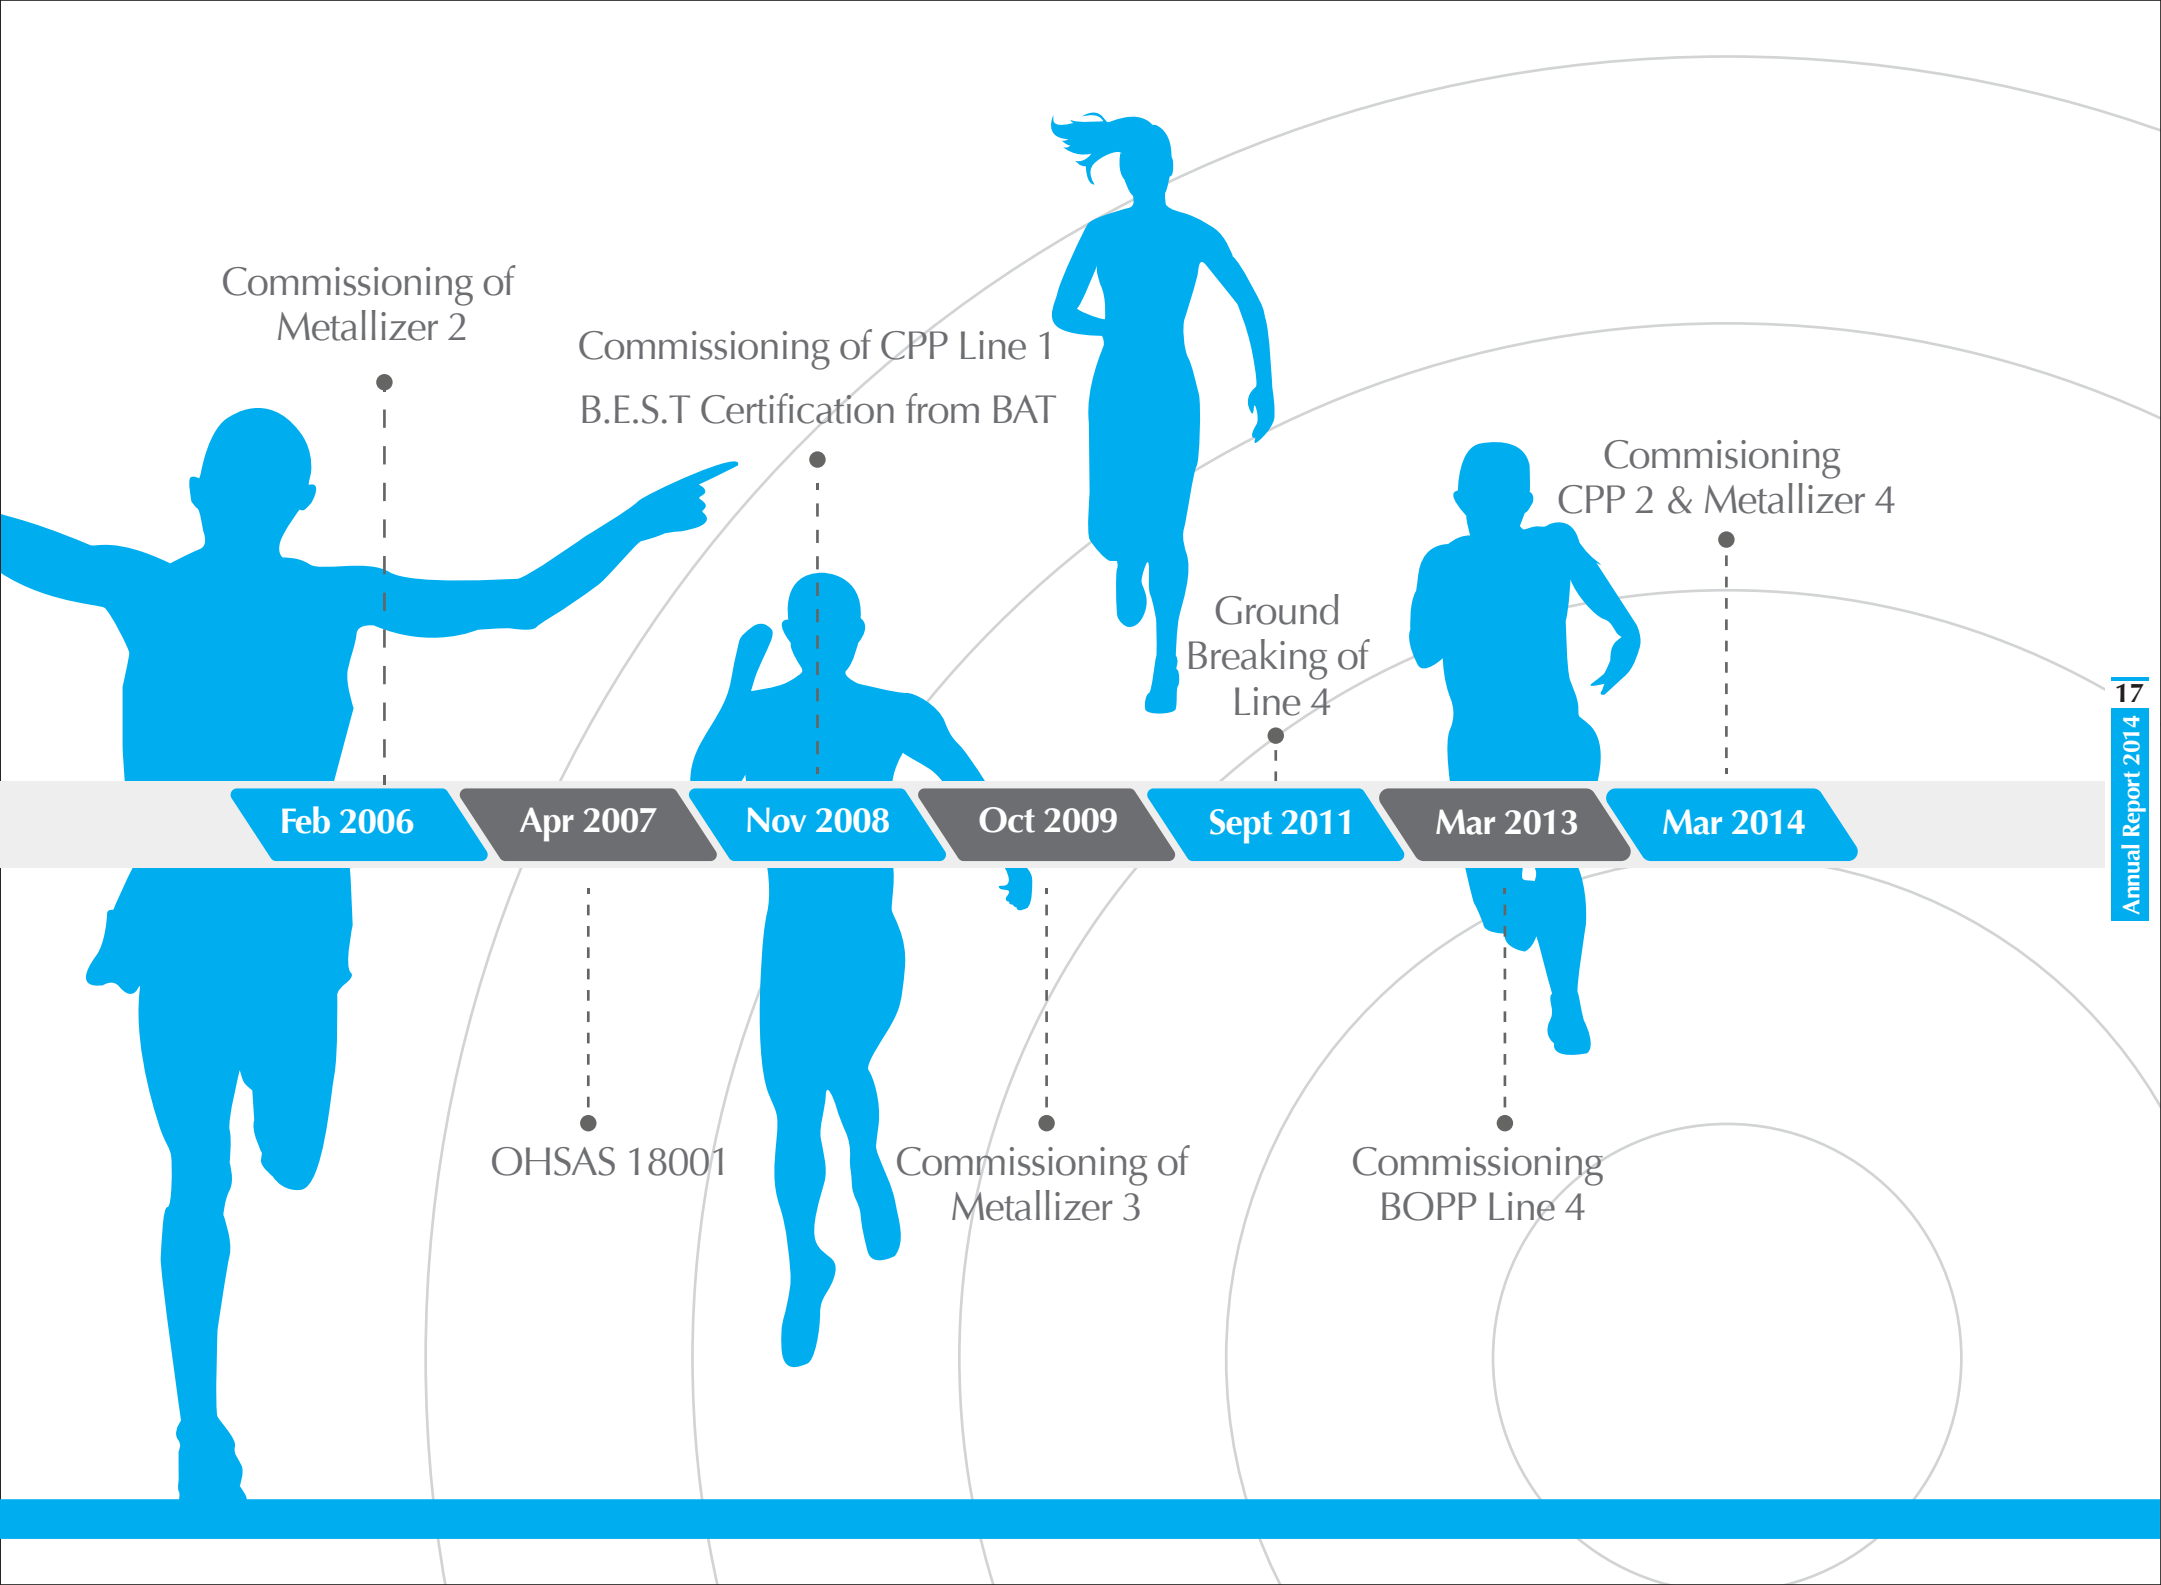 Commissioning of
Metallizer 2
Commissioning of CPP Line 1
B.E.S.T Certification from BAT
Ground
Breaking of
Line 4
Commisioning
CPP 2 & Metallizer 4
Feb 2006
Apr 2007
Nov 2008
Oct 2009
Sept 2011
Mar 2013
Mar 2014
OHSAS 18001
Commissioning of
Metallizer 3
Commissioning
BOPP Line 4
17
Annual Report 2014